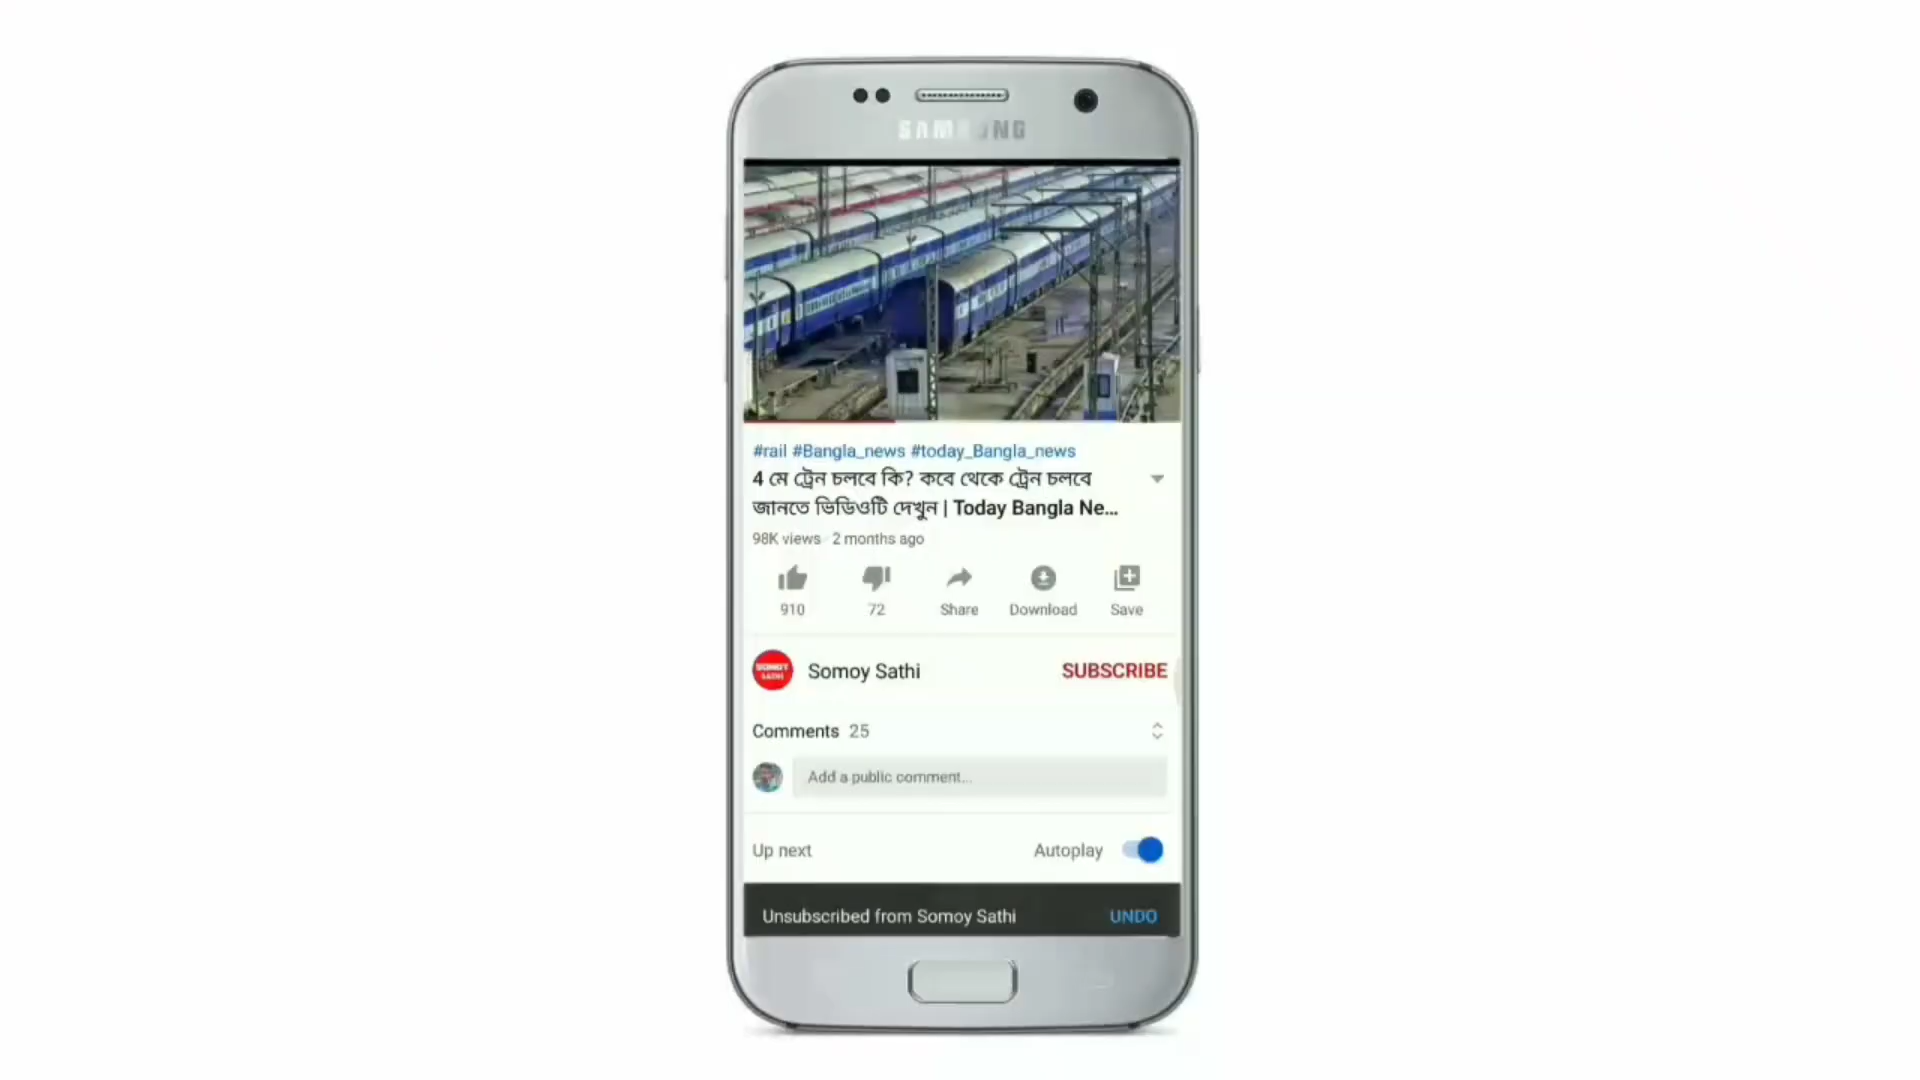 SAMSUNG
#rail #Bangla_news #today_Bangla_news
4 মে ট্রেন চলবে কি? কবে থেকে ট্রেন চলবে
জানতে ভিডিওটি দেখুন | Today Bangla Ne...
98K views · 2 months ago
910 72 Share Download Save
SOMOY
SATHI
Somoy Sathi SUBSCRIBE
Comments 25
Add a public comment...
Up next Autoplay
Unsubscribed from Somoy Sathi UNDO